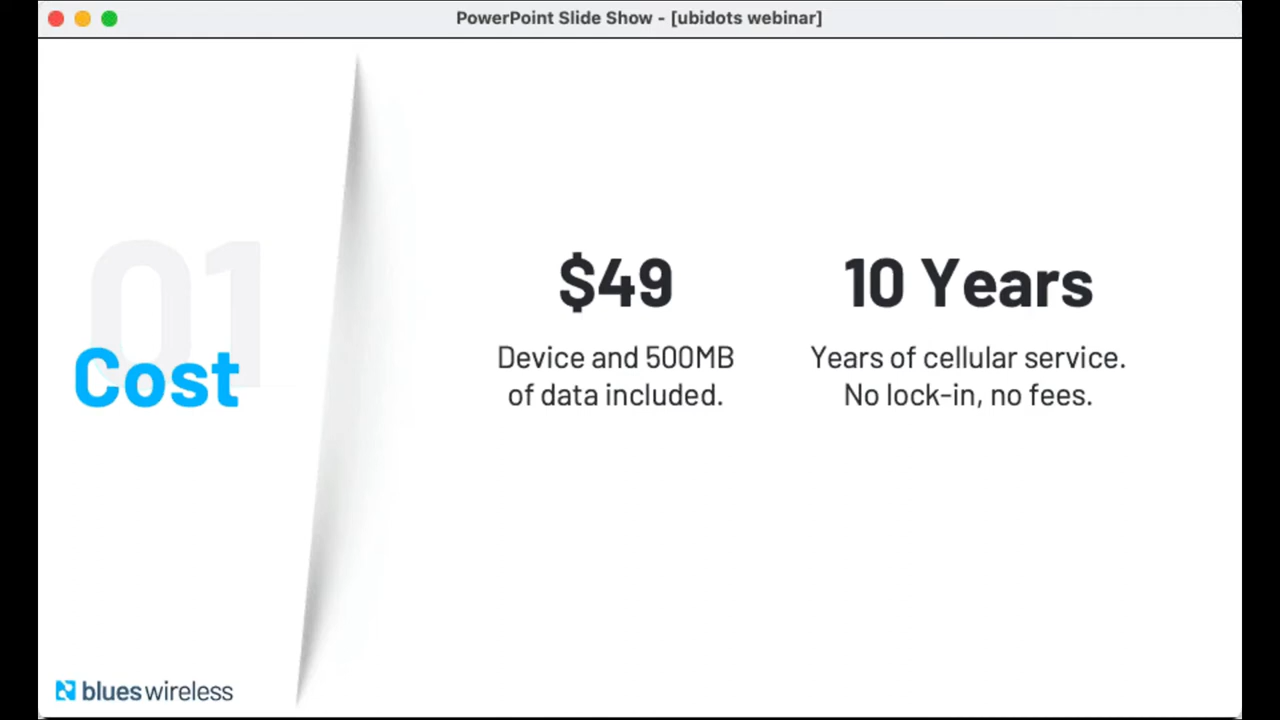 PowerPoint Slide Show - [ubidots webinar]
01
Cost
$49
Device and 500MB
of data included.
10 Years
Years of cellular service.
No lock-in, no fees.
blues wireless